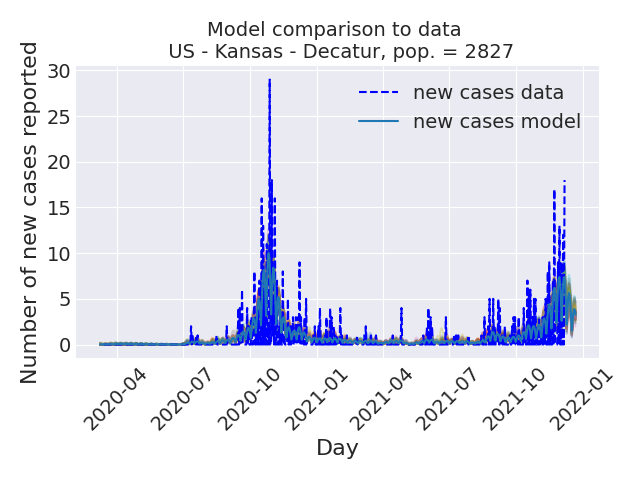 Model comparison to data
US - Kansas - Decatur, pop. = 2827
Number of new cases reported
30
25
20
15
10
5
0
new cases data
new cases model
2020-04
2020-07
2020-10
2021-01
2021-04
2021-07
2021-10
2022-01
Day